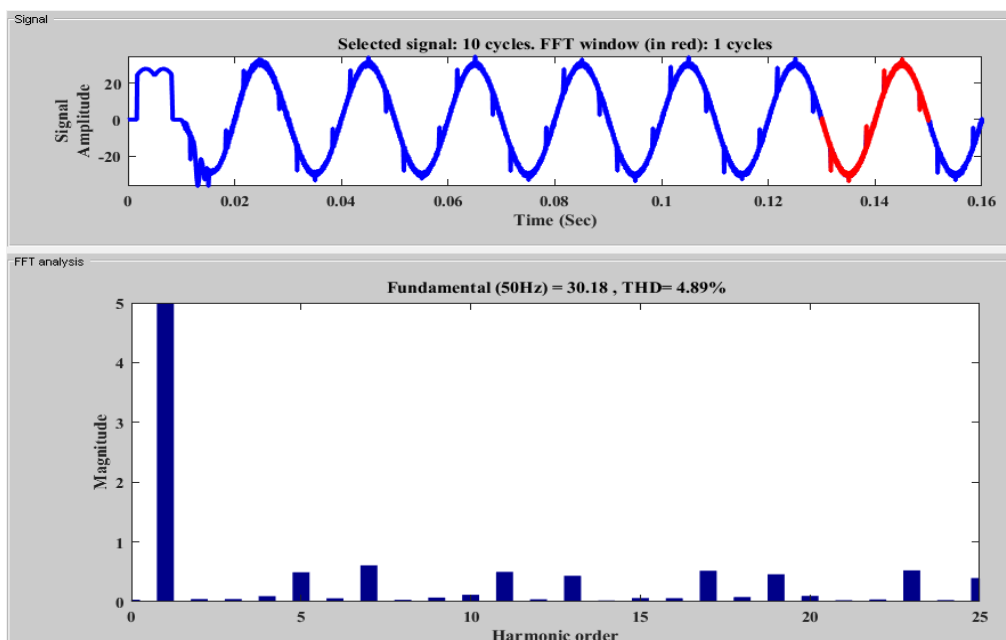 Signal
Selected signal: 10 cycles. FFT window (in red): 1 cycles
Signal
Amplitude
20
0
-20
0
0.02
0.04
0.06
0.08
0.1
0.12
0.14
0.16
Time (Sec)
FFT analysis
Fundamental (50Hz) = 30.18 , THD= 4.89%
Magnitude
5
4
3
2
1
0
0
5
10
15
20
25
Harmonic order